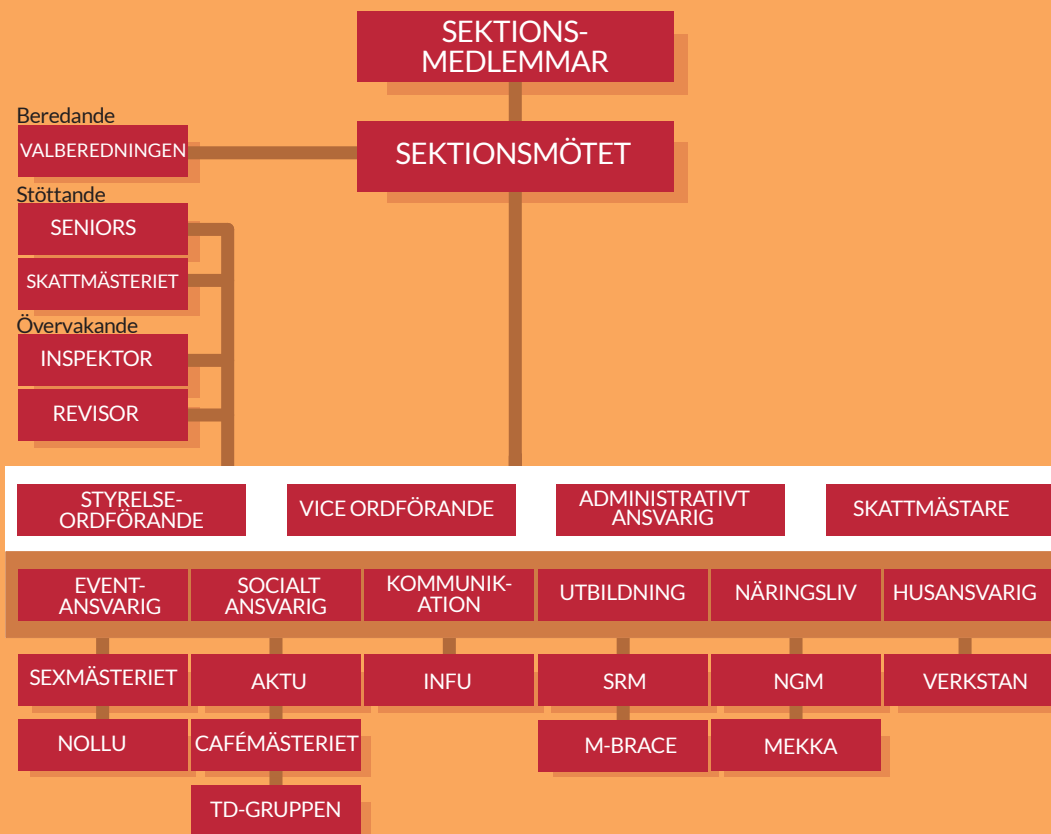 SEKTIONS-
MEDLEMMAR
SEKTIONSMÖTET
Beredande
VALBEREDNINGEN
Stöttande
SENIORS
SKATTMÄSTERIET
Övervakande
INSPEKTOR
REVISOR
STYRELSE-
ORDFÖRANDE
VICE ORDFÖRANDE
ADMINISTRATIVT
ANSVARIG
SKATTMÄSTARE
EVENT-
ANSVARIG
SOCIALT
ANSVARIG
KOMMUNIK-
ATION
UTBILDNING
NÄRINGSLIV
HUSANSVARIG
SEXMÄSTERIET
AKTU
INFU
SRM
NGM
VERKSTAN
NOLLU
CAFÉMÄSTERIET
M-BRACE
MEKKA
TD-GRUPPEN